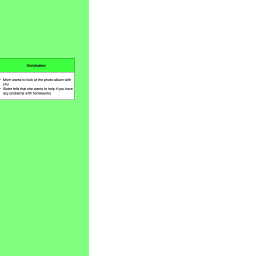 Conclusion
• Mom wants to look at the photo album with
you
• Sister tells that she wants to help if you have
any problems with homeworks